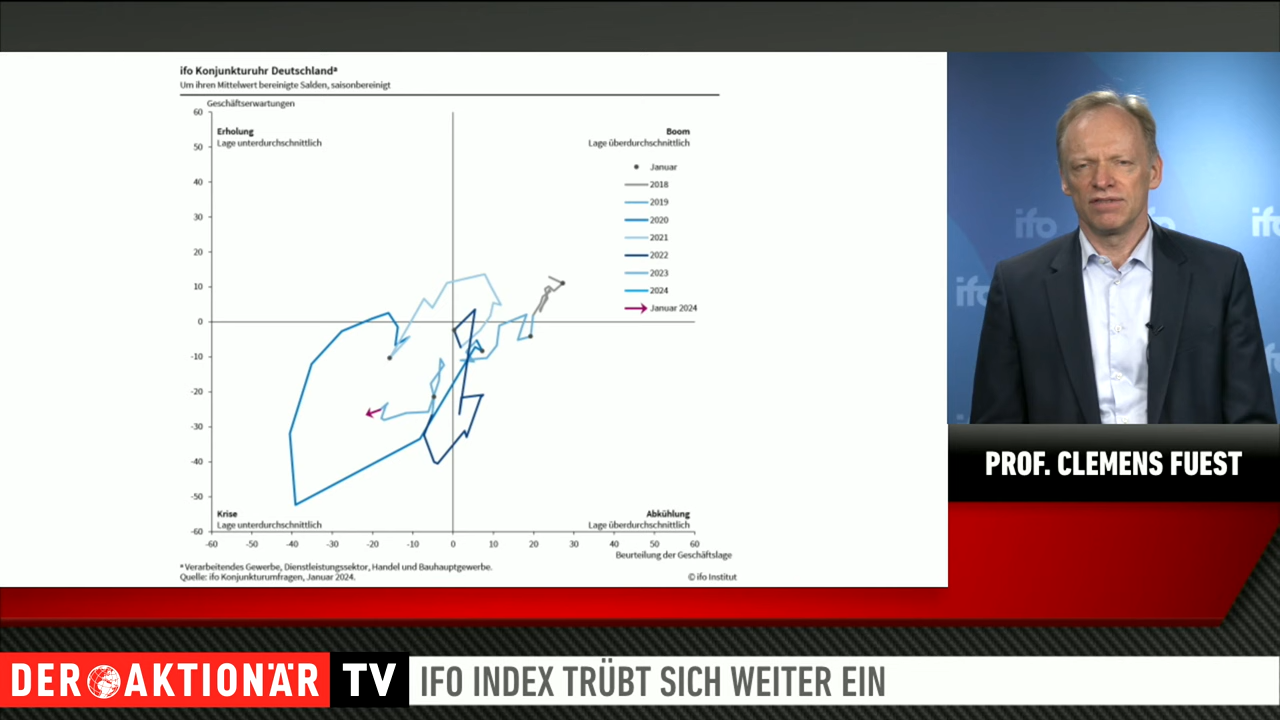 ifo Konjunkturuhr Deutschlandª
Um ihren Mittelwert bereinigte Salden, saisonbereinigt
Geschäftserwartungen
60
50
40
30
20
10
0
-10
-20
-30
-40
-50
-60
Erholung
Lage unterdurchschnittlich
Boom
Lage überdurchschnittlich
Januar
2018
2019
2020
2021
2022
2023
2024
Januar 2024
Krise
Lage unterdurchschnittlich
Abkühlung
Lage überdurchschnittlich
-60 -50 -40 -30 -20 -10 0 10 20 30 40 50 60
Beurteilung der Geschäftslage
ª Verarbeitendes Gewerbe, Dienstleistungssektor, Handel und Bauhauptgewerbe.
Quelle: ifo Konjunkturumfragen, Januar 2024.
© ifo Institut
ifo
ifo
PROF. CLEMENS FUEST
DER AKTIONÄR TV
IFO INDEX TRÜBT SICH WEITER EIN